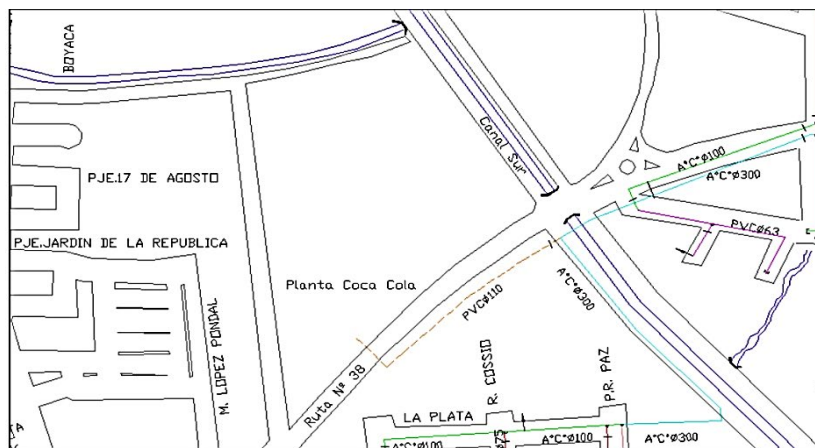 BOYACA
Canal Sur
A°C°Ø100
A°C°Ø300
PJE.17 DE AGOSTO
PVCØ63
PJE.JARDIN DE LA REPUBLICA
Planta Coca Cola
A°C°Ø300
PVCØ110
M. LOPEZ PONDAL
Ruta Nº 38
R. COSSIO
P.R. PAZ
LA PLATA
A°C°Ø100
A°C°Ø100
A°C°Ø300